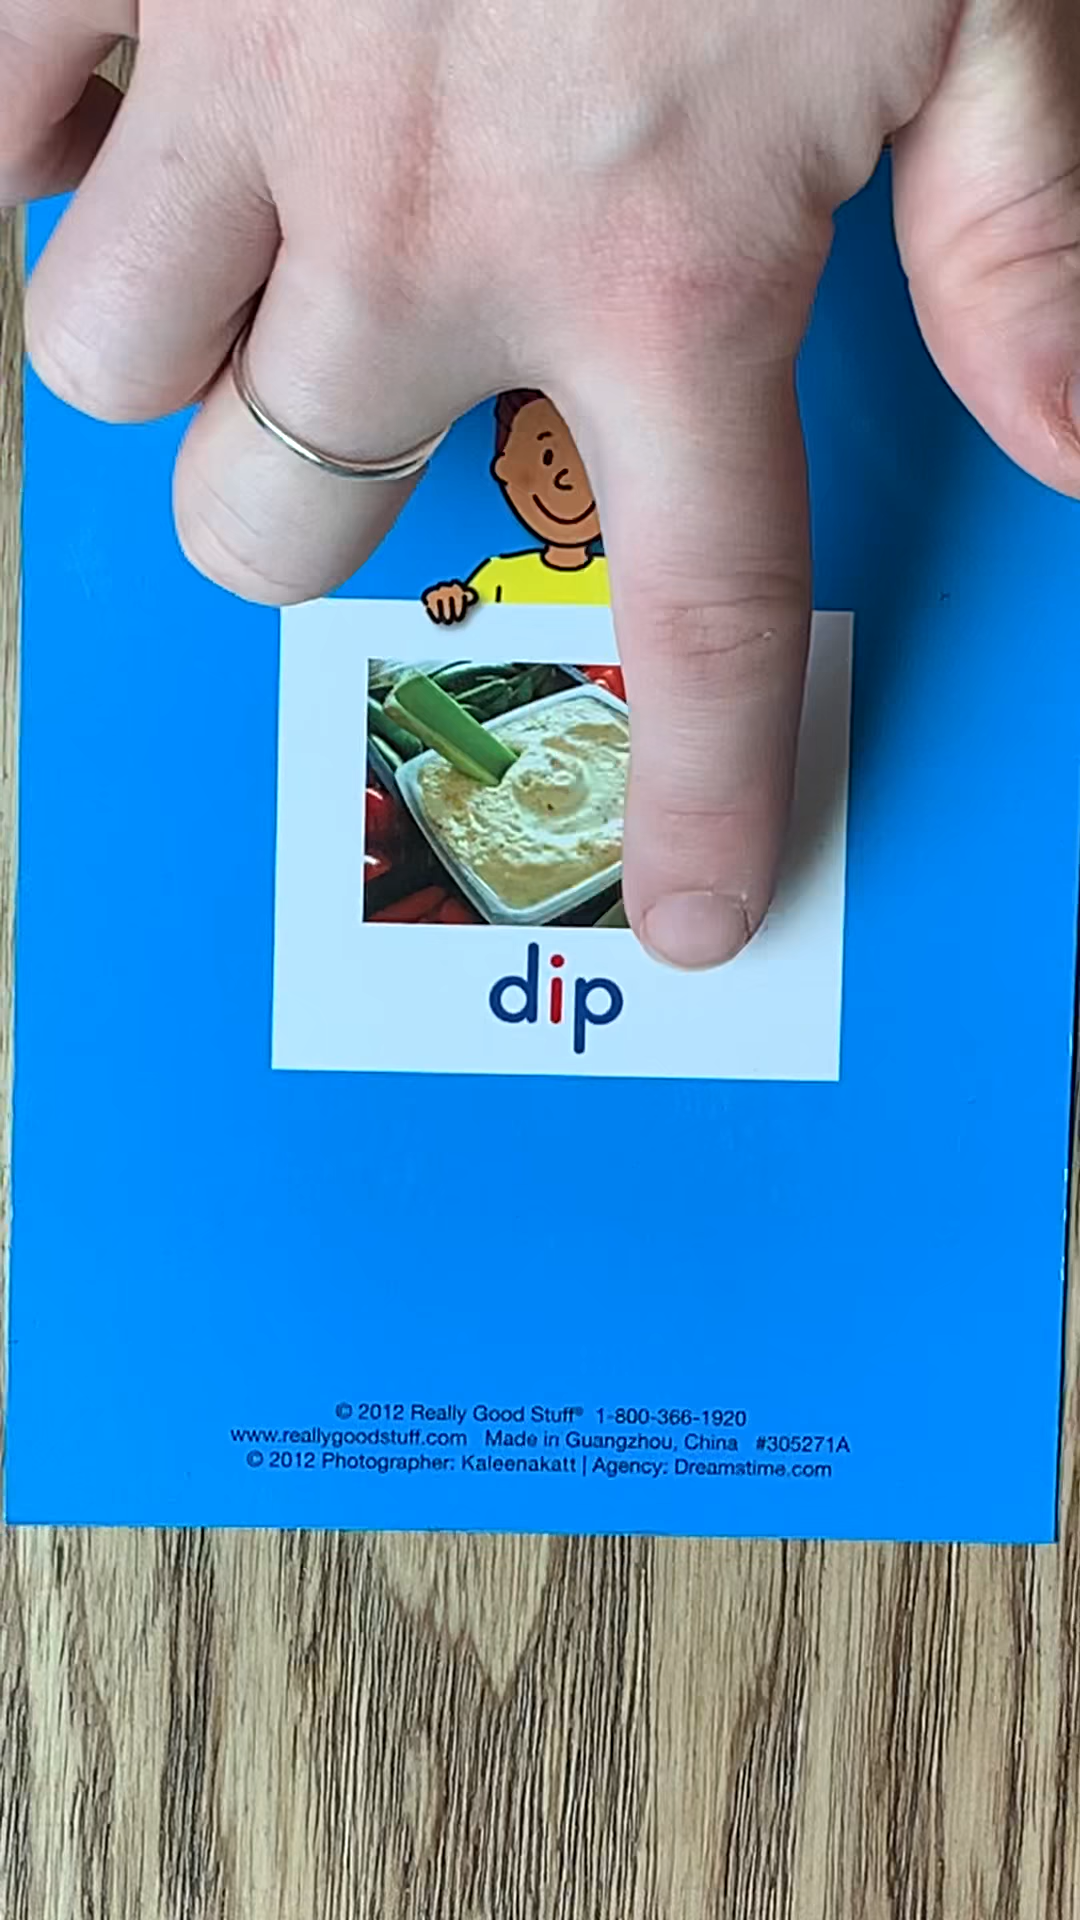 dip
© 2012 Really Good Stuff® 1-800-366-1920
www.reallygoodstuff.com Made in Guangzhou, China #305271A
© 2012 Photographer: Kaleenakatt | Agency: Dreamstime.com